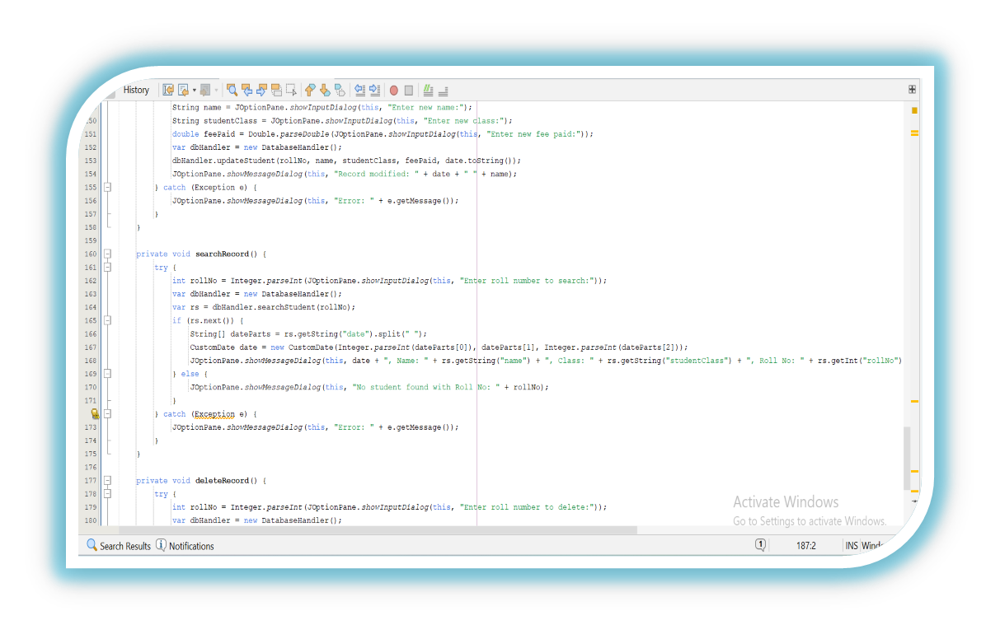 History
String name = JOptionPane.showInputDialog(this, "Enter new name:");
150 String studentClass = JOptionPane.showInputDialog(this, "Enter new class:");
151 double feePaid = Double.parseDouble(JOptionPane.showInputDialog(this, "Enter new fee paid:"));
152 var dbHandler = new DatabaseHandler();
153 dbHandler.updateStudent(rollNo, name, studentClass, feePaid, date.toString());
154 JOptionPane.showMessageDialog(this, "Record modified: " + date + " " + name);
155 } catch (Exception e) {
156 JOptionPane.showMessageDialog(this, "Error: " + e.getMessage());
157 }
158 }
159
160 private void searchRecord() {
161 try {
162 int rollNo = Integer.parseInt(JOptionPane.showInputDialog(this, "Enter roll number to search:"));
163 var dbHandler = new DatabaseHandler();
164 var rs = dbHandler.searchStudent(rollNo);
165 if (rs.next()) {
166 String[] dateParts = rs.getString("date").split(" ");
167 CustomDate date = new CustomDate(Integer.parseInt(dateParts[0]), dateParts[1], Integer.parseInt(dateParts[2]));
168 JOptionPane.showMessageDialog(this, date + ", Name: " + rs.getString("name") + ", Class: " + rs.getString("studentClass") + ", Roll No: " + rs.getInt("rollNo")
169 } else {
170 JOptionPane.showMessageDialog(this, "No student found with Roll No: " + rollNo);
171 }
} catch (Exception e) {
173 JOptionPane.showMessageDialog(this, "Error: " + e.getMessage());
174 }
175 }
176
177 private void deleteRecord() {
178 try {
179 int rollNo = Integer.parseInt(JOptionPane.showInputDialog(this, "Enter roll number to delete:"));
180 var dbHandler = new DatabaseHandler();
Activate Windows
Go to Settings to activate Windows.
Search Results Notifications 1 187:2 INS Wind